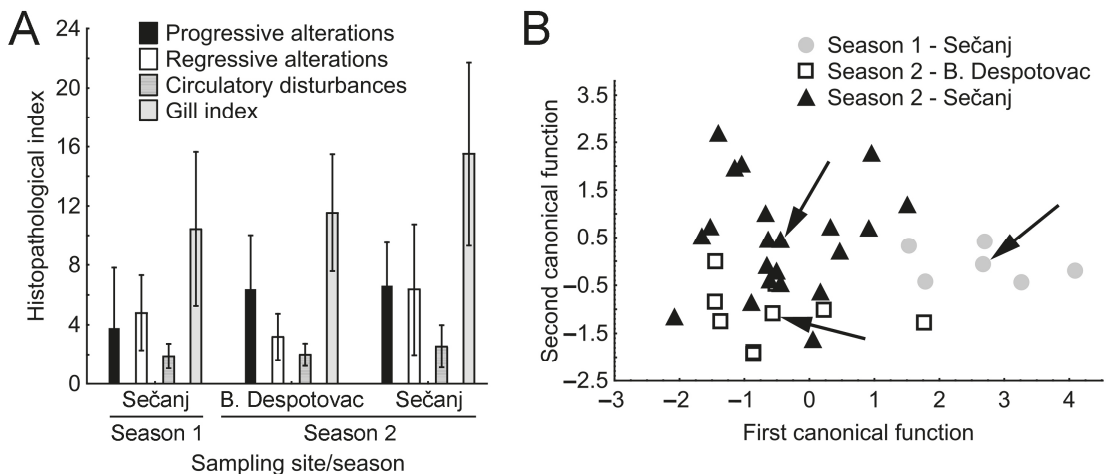 A
24
20
16
12
8
4
0
Histopathological index
Progressive alterations
Regressive alterations
Circulatory disturbances
Gill index
Sečanj
B. Despotovac
Sečanj
Season 1
Season 2
Sampling site/season
B
Season 1 - Sečanj
Season 2 - B. Despotovac
Season 2 - Sečanj
3.5
2.5
1.5
0.5
–0.5
–1.5
–2.5
Second canonical function
–3
–2
–1
0
1
2
3
4
First canonical function